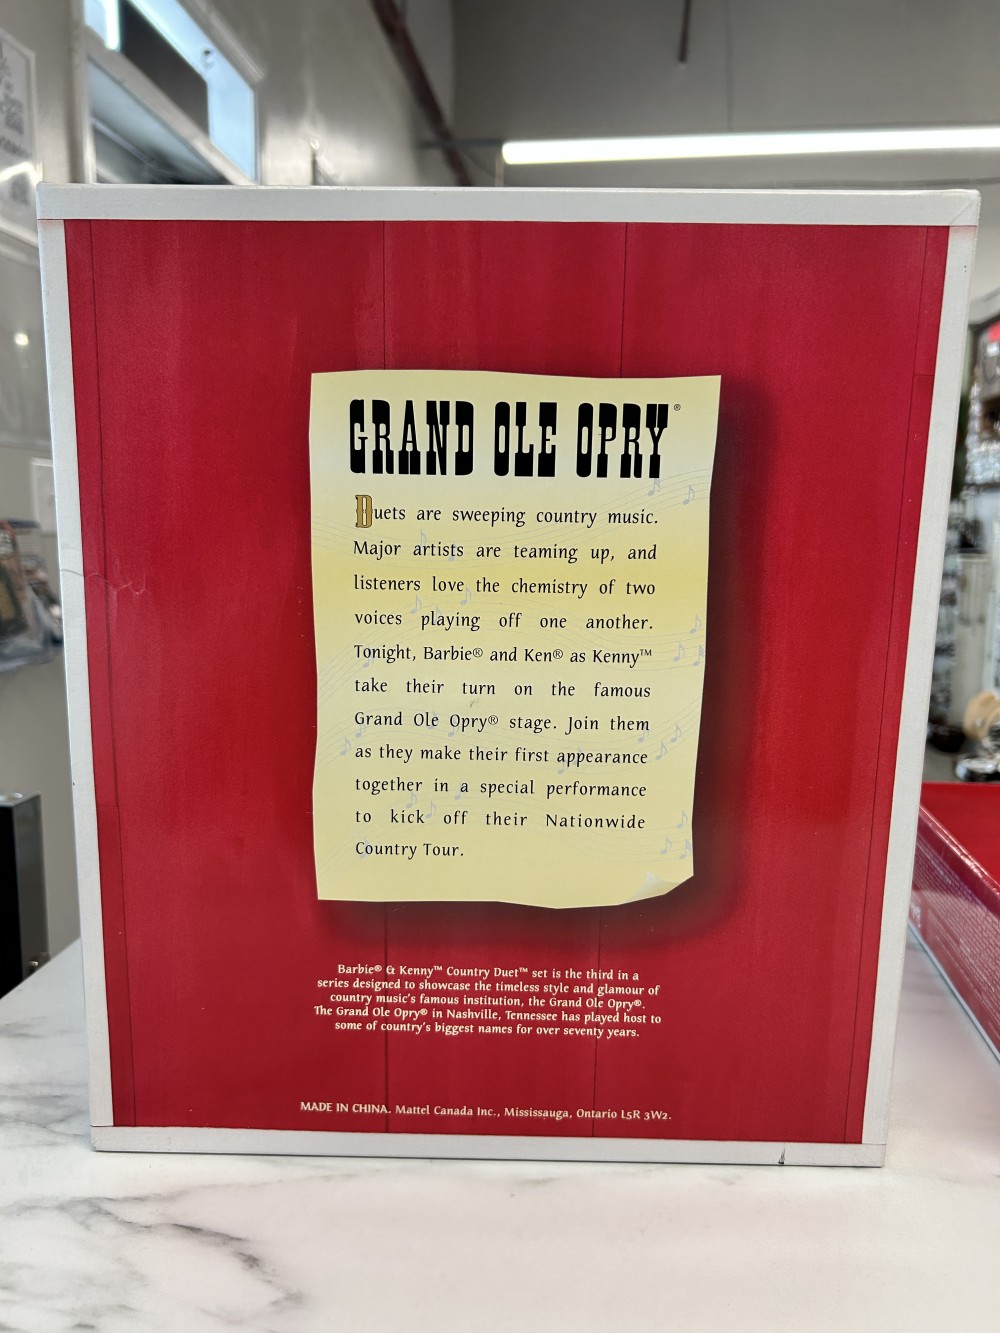 GRAND OLE OPRY®
Duets are sweeping country music.
Major artists are teaming up, and
listeners love the chemistry of two
voices playing off one another.
Tonight, Barbie® and Ken® as Kenny™
take their turn on the famous
Grand Ole Opry® stage. Join them
as they make their first appearance
together in a special performance
to kick off their Nationwide
Country Tour.
Barbie® & Kenny™ Country Duet™ set is the third in a
series designed to showcase the timeless style and glamour of
country music's famous institution, the Grand Ole Opry®.
The Grand Ole Opry® in Nashville, Tennessee has played host to
some of country's biggest names for over seventy years.
MADE IN CHINA. Mattel Canada Inc., Mississauga, Ontario L5R 3W2.